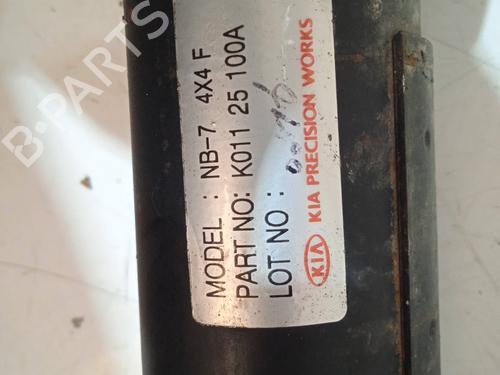 MODEL : NB-7, 4X4 F
PART NO: K011 25 100A
LOT NO :
KIA KIA PRECISION WORKS
B-PARTS